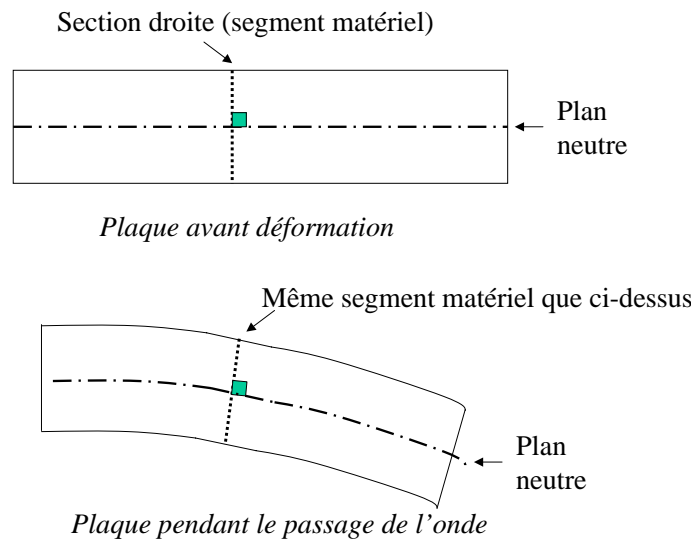 Section droite (segment matériel)
Plan
neutre
Plaque avant déformation
Même segment matériel que ci-dessus
Plan
neutre
Plaque pendant le passage de l’onde